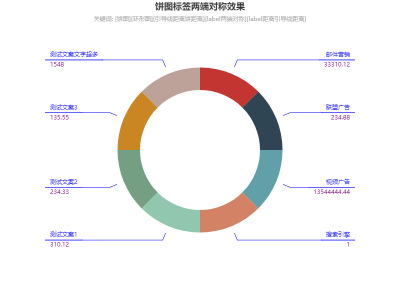 饼图标签两端对称效果
关键词: [饼图][环形图][引导线距离饼距离][label两端对称][label距离引导线距离]
测试文案文字超多
1548
邮件营销
33310.12
测试文案3
135.55
联盟广告
234.88
测试文案2
234.33
视频广告
13544444.44
测试文案1
310.12
搜索引擎
1